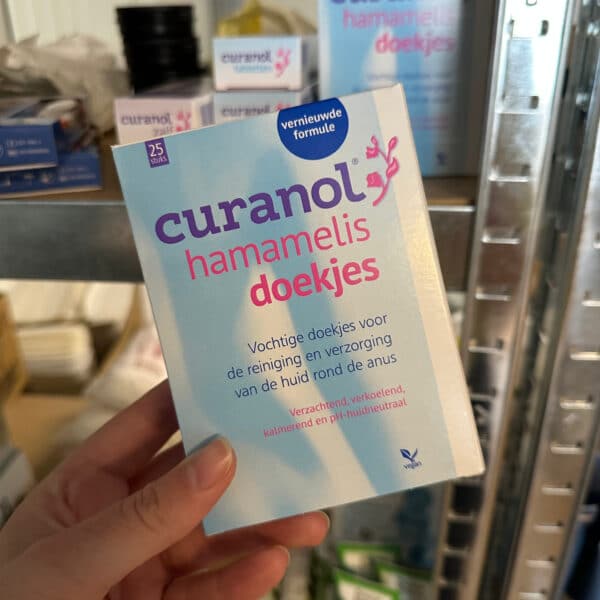 curanol
tabletten
curanol
zalf
curanol
hamamelis
doekjes
vernieuwde
formule
25
stuks
curanol®
hamamelis
doekjes
Vochtige doekjes voor
de reiniging en verzorging
van de huid rond de anus
Verzachtend, verkoelend,
kalmerend en pH-huidneutraal
vegan